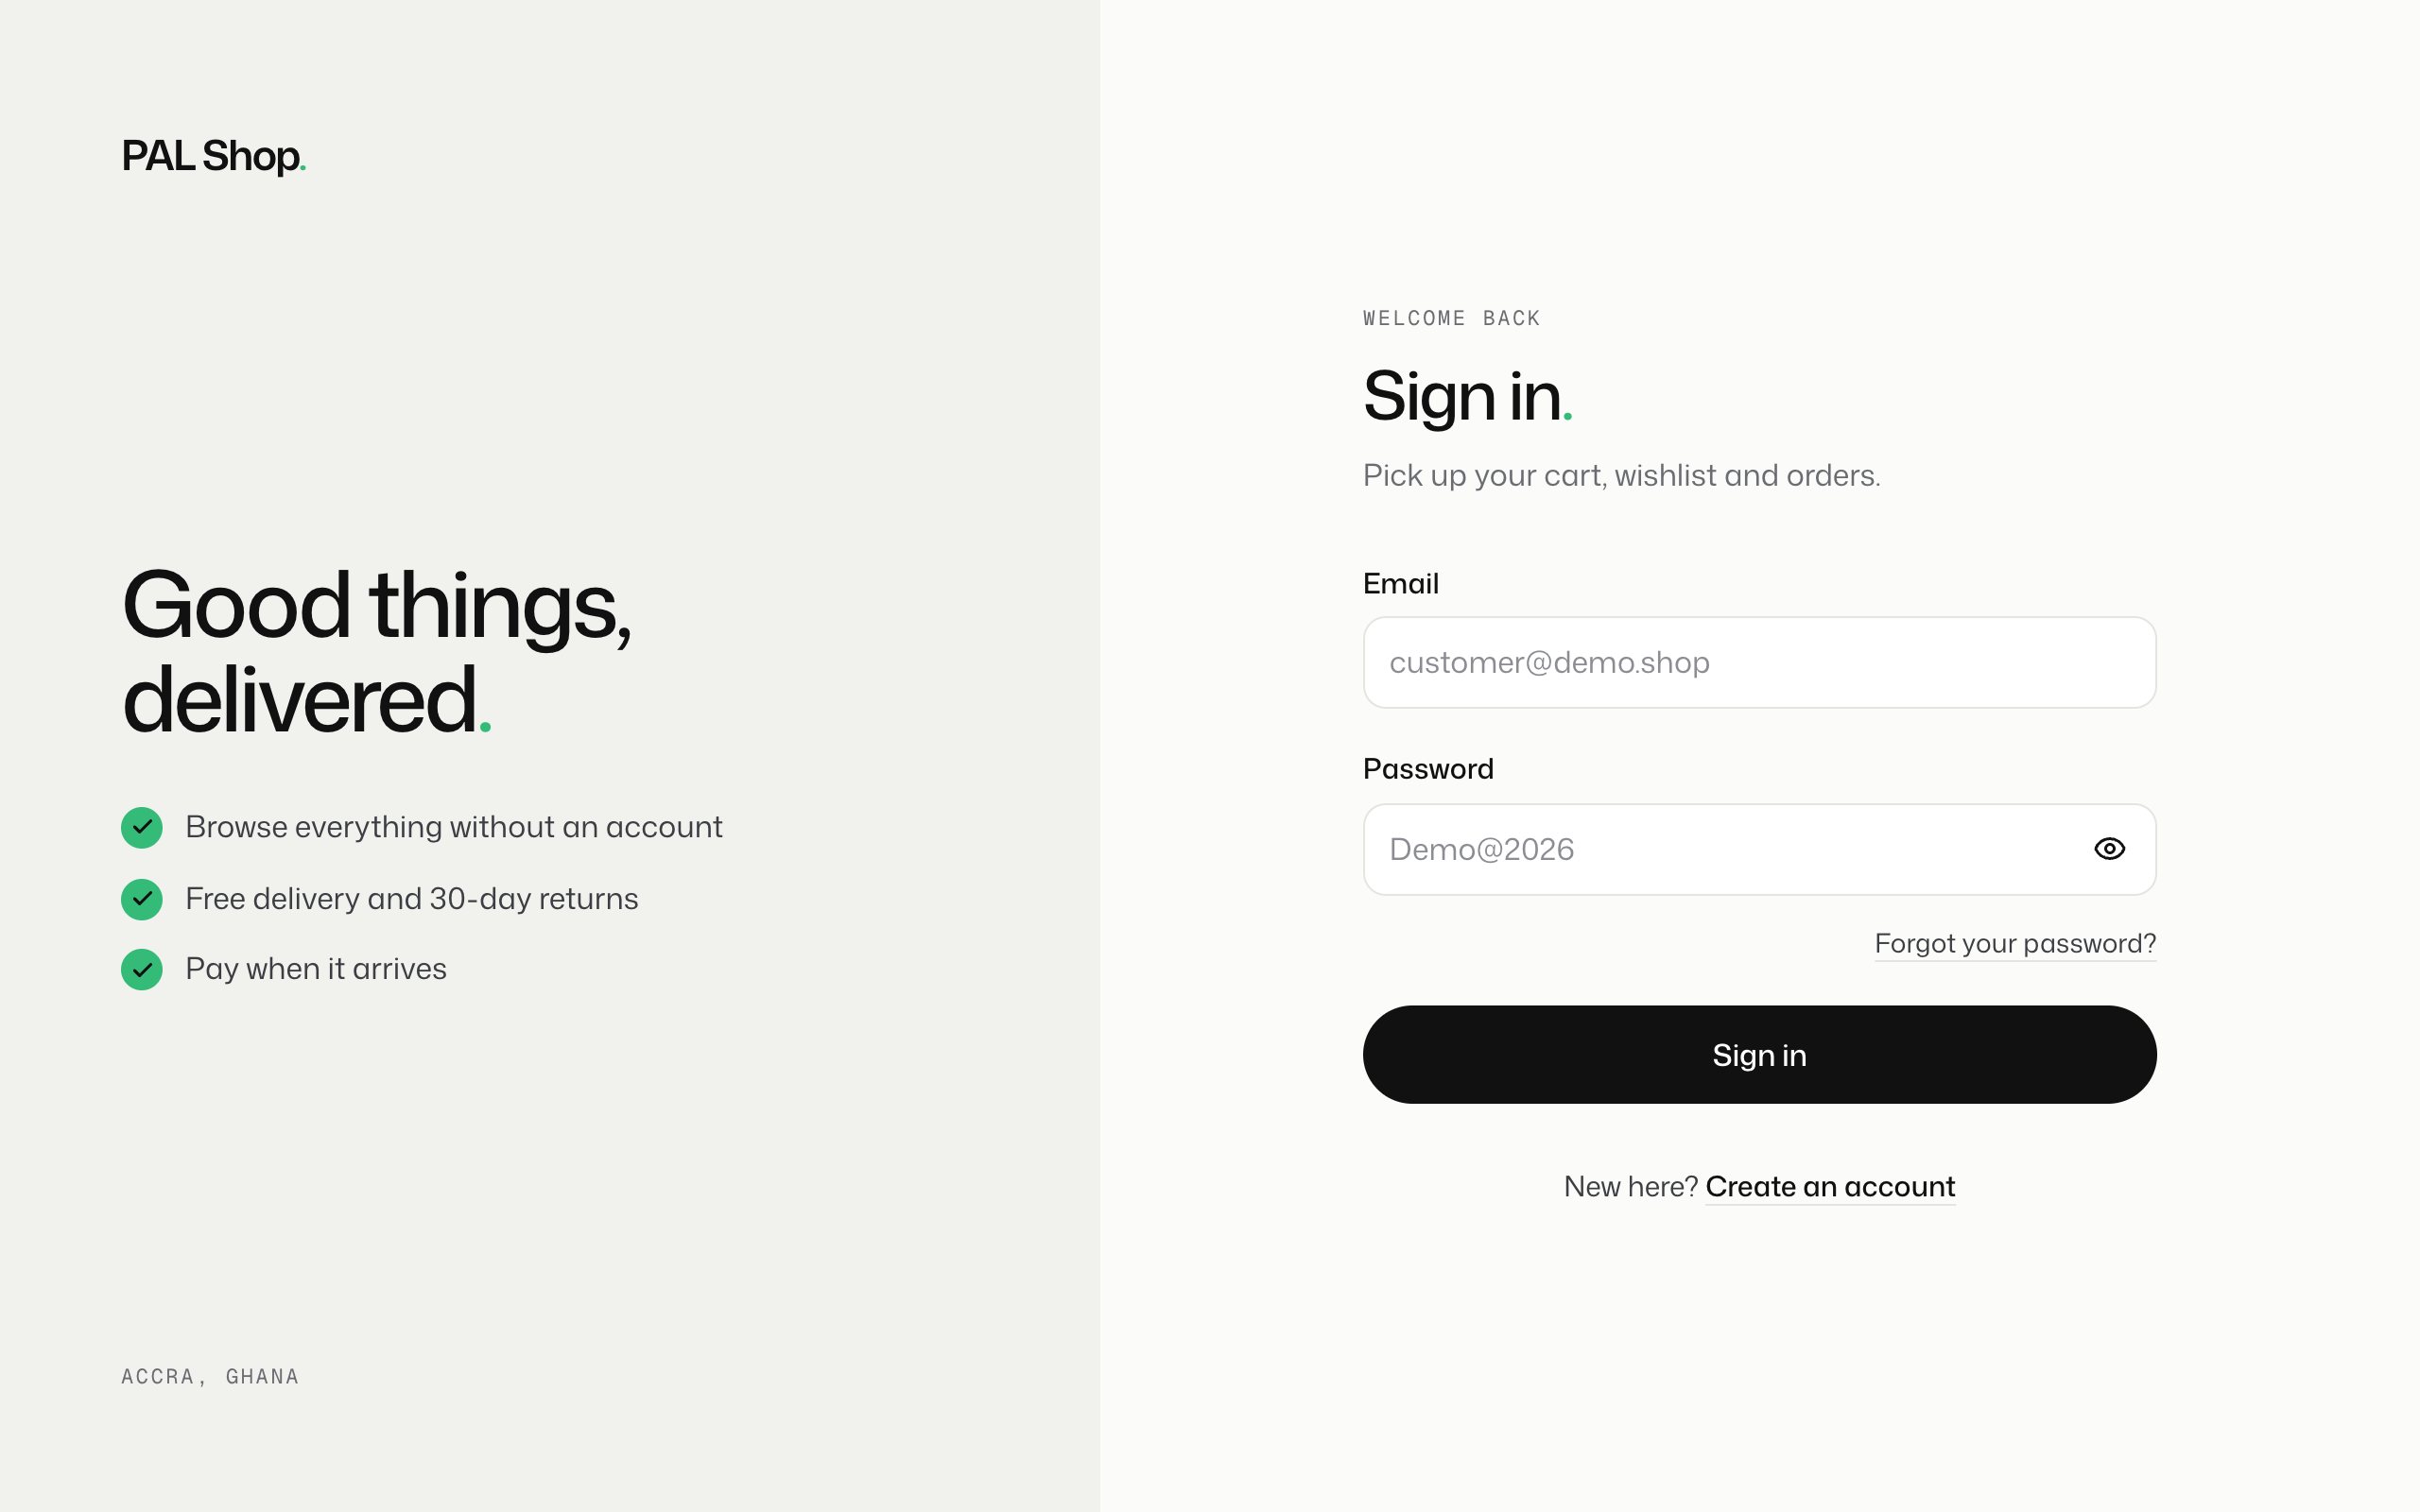 PAL Shop.
Good things,
delivered.
Browse everything without an account
Free delivery and 30-day returns
Pay when it arrives
ACCRA, GHANA
WELCOME BACK
Sign in.
Pick up your cart, wishlist and orders.
Email
customer@demo.shop
Password
Demo@2026
Forgot your password?
Sign in
New here? Create an account